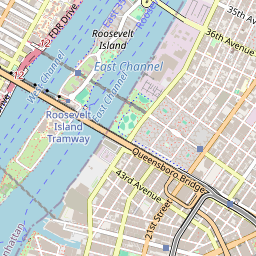 35th Avenue
36th Avenue
FDR Drive
East
Roosevelt
Island
East Channel
West Channel
East Channel
Roosevelt
Island
Tramway
Queensboro Bridge
43rd Avenue
21st Street